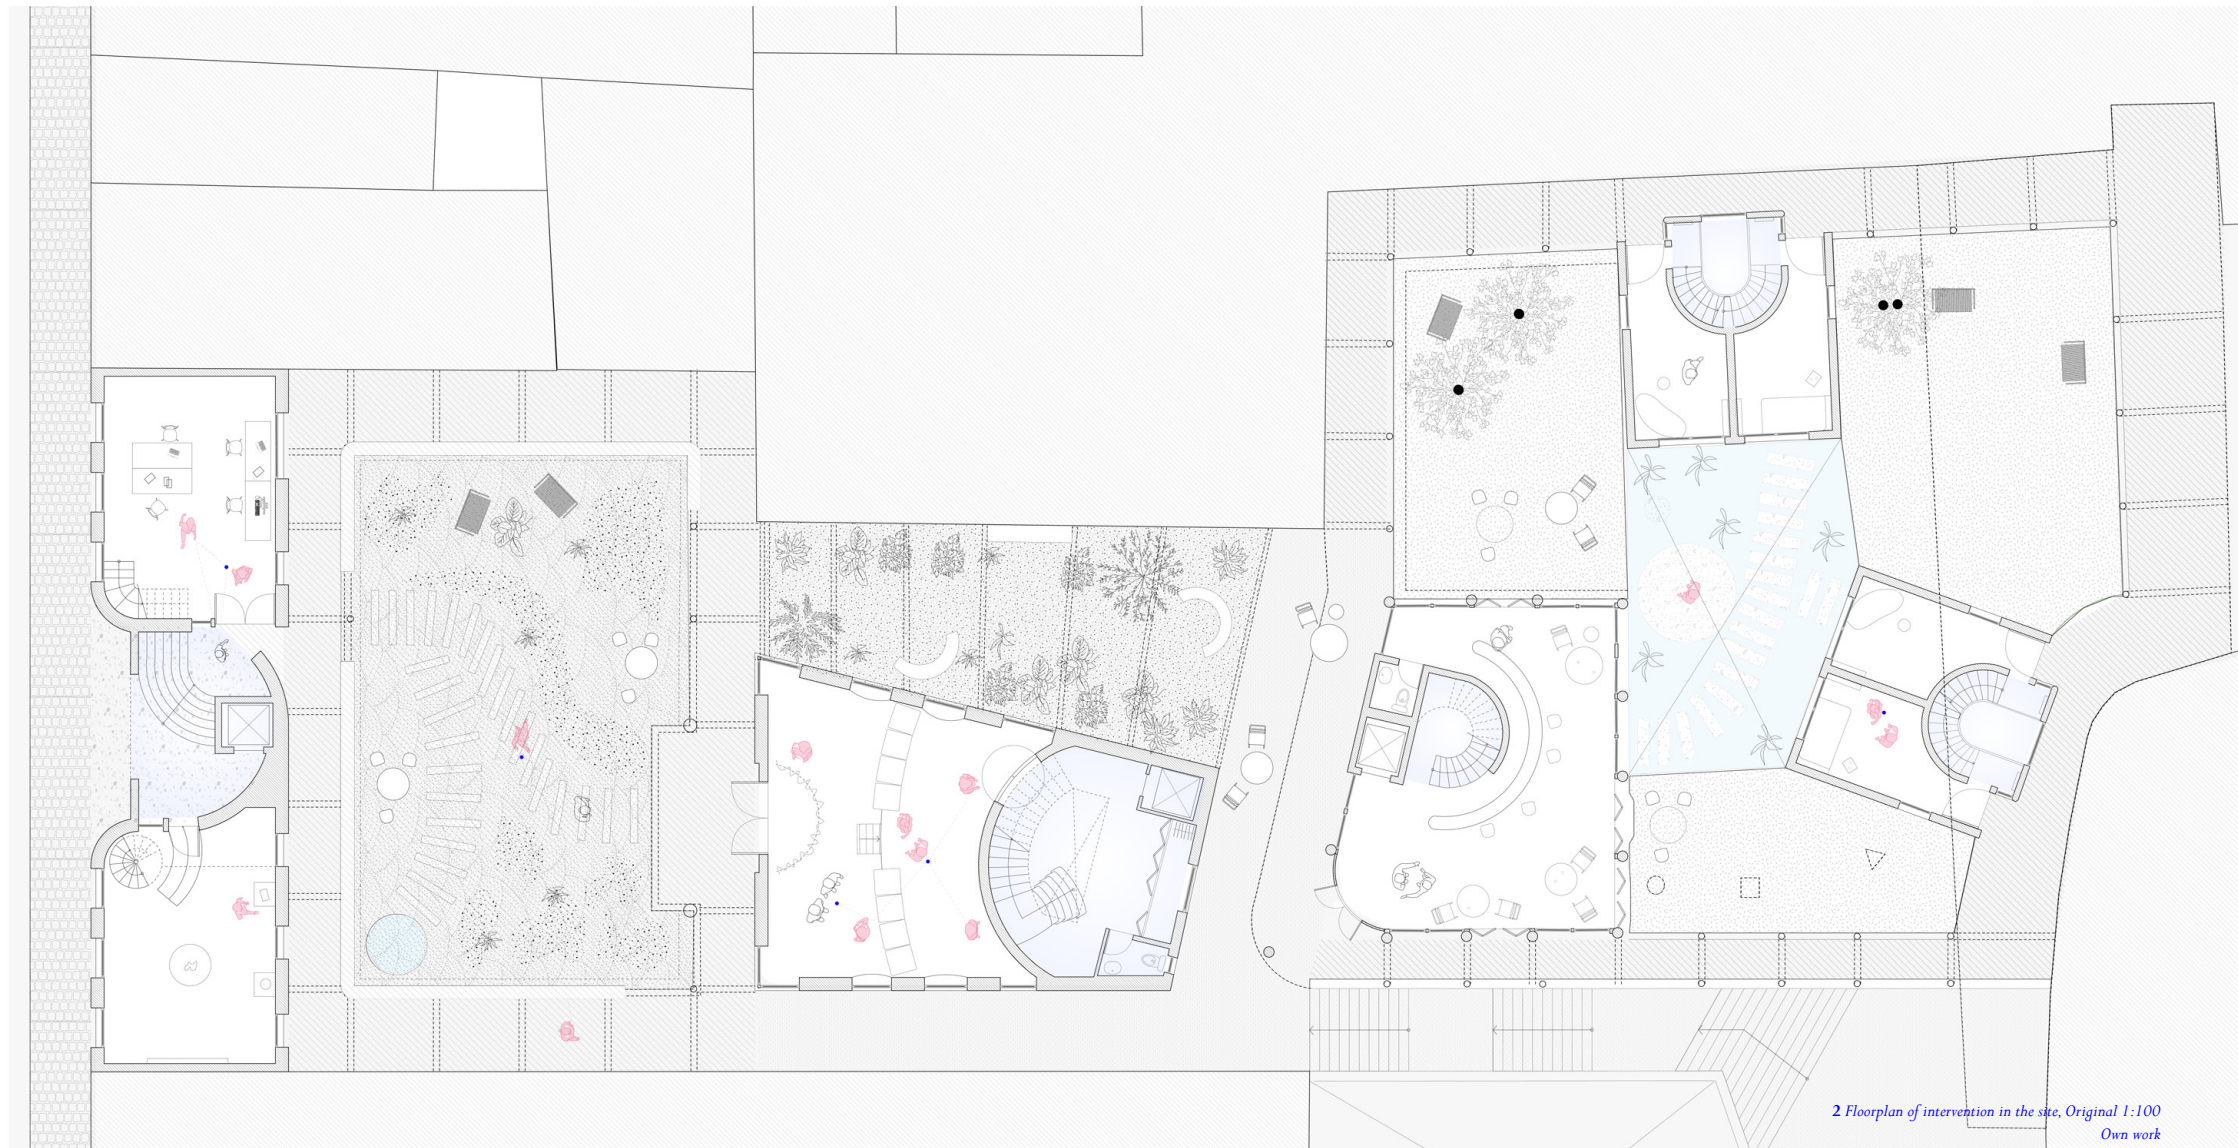 2 Floorplan of intervention in the site, Original 1:100
Own work